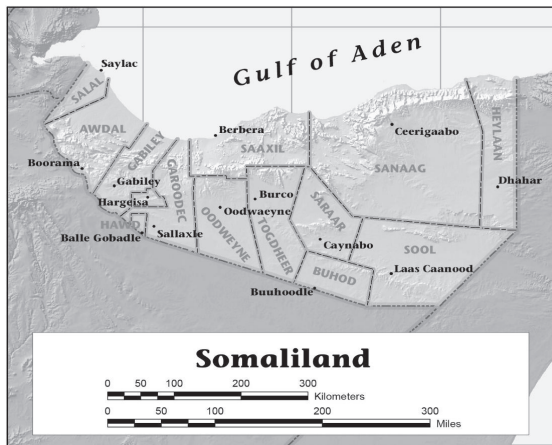 Gulf of Aden
Saylac
SALAL
AWDAL
Boorama
GABILEY
Gabiley
Hargeisa
HAWD
Balle Gobadle
GAROODEC
Sallaxle
Berbera
SAAXIL
Oodwaeyne
OODWEYNE
Burco
TOGDHEER
SARAAR
Caynabo
BUHOD
Buuhoodle
Ceerigaabo
SANAAG
HEYLAAN
Dhahar
SOOL
Laas Caanood
Somaliland
0 50 100 200 300
Kilometers
0 50 100 200 300
Miles